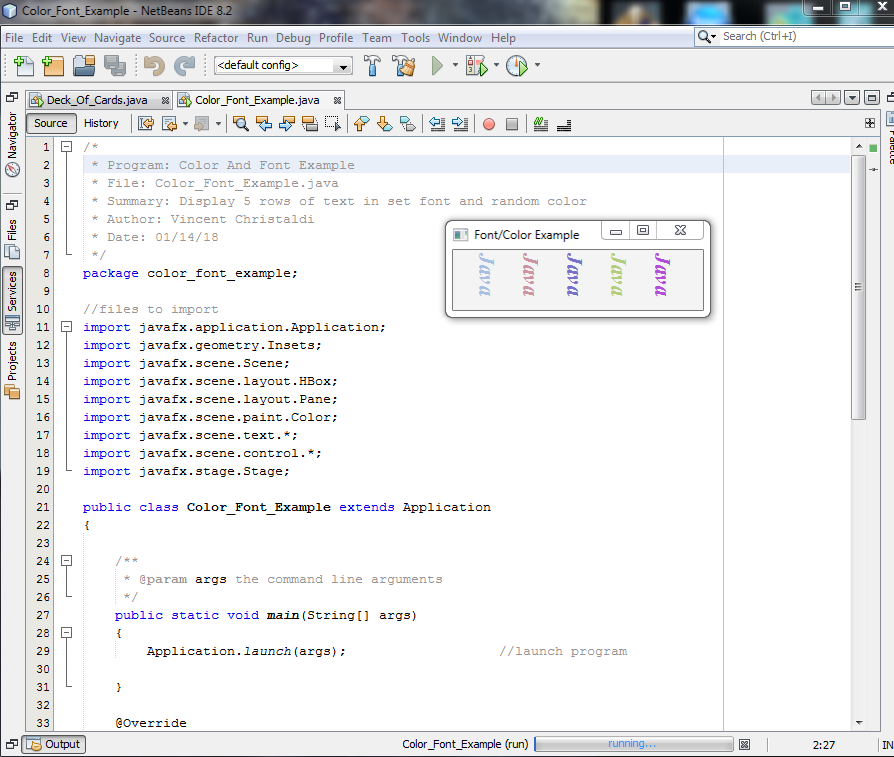 Color_Font_Example - NetBeans IDE 8.2
File Edit View Navigate Source Refactor Run Debug Profile Team Tools Window Help
Search (Ctrl+I)
<default config>
Deck_Of_Cards.java
Color_Font_Example.java
Source History
Navigator
Files
Services
Projects
Palette
1 /*
2 * Program: Color And Font Example
3 * File: Color_Font_Example.java
4 * Summary: Display 5 rows of text in set font and random color
5 * Author: Vincent Christaldi
6 * Date: 01/14/18
7 */
8 package color_font_example;
9
10 //files to import
11 import javafx.application.Application;
12 import javafx.geometry.Insets;
13 import javafx.scene.Scene;
14 import javafx.scene.layout.HBox;
15 import javafx.scene.layout.Pane;
16 import javafx.scene.paint.Color;
17 import javafx.scene.text.*;
18 import javafx.scene.control.*;
19 import javafx.stage.Stage;
20
21 public class Color_Font_Example extends Application
22 {
23
24 /**
25 * @param args the command line arguments
26 */
27 public static void main(String[] args)
28 {
29 Application.launch(args); //launch program
30
31 }
32
33 @Override
Font/Color Example
Java Java Java Java Java
Output
Color_Font_Example (run) running... 2:27 IN